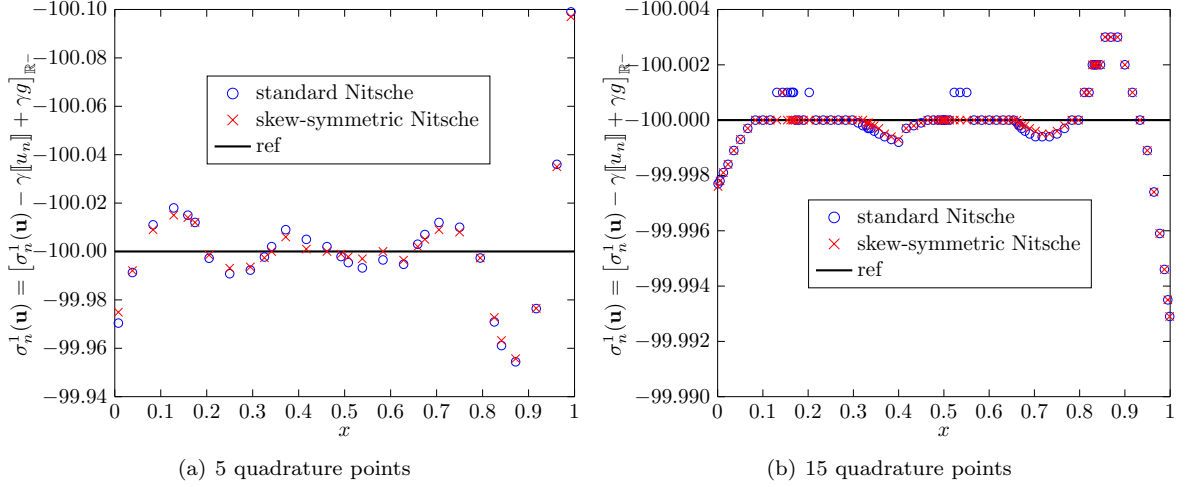 −100.10
−100.08
−100.06
−100.04
−100.02
−100.00
−99.98
−99.96
−99.94
σ_n^1(𝐮) = [σ_n^1(𝐮) − γ⟦u_n⟧ + γg]_ℝ⁻
standard Nitsche
skew-symmetric Nitsche
ref
0 0.1 0.2 0.3 0.4 0.5 0.6 0.7 0.8 0.9 1
x
(a) 5 quadrature points
−100.004
−100.002
−100.000
−99.998
−99.996
−99.994
−99.992
−99.990
σ_n^1(𝐮) = [σ_n^1(𝐮) − γ⟦u_n⟧ + γg]_ℝ⁻
standard Nitsche
skew-symmetric Nitsche
ref
0 0.1 0.2 0.3 0.4 0.5 0.6 0.7 0.8 0.9 1
x
(b) 15 quadrature points